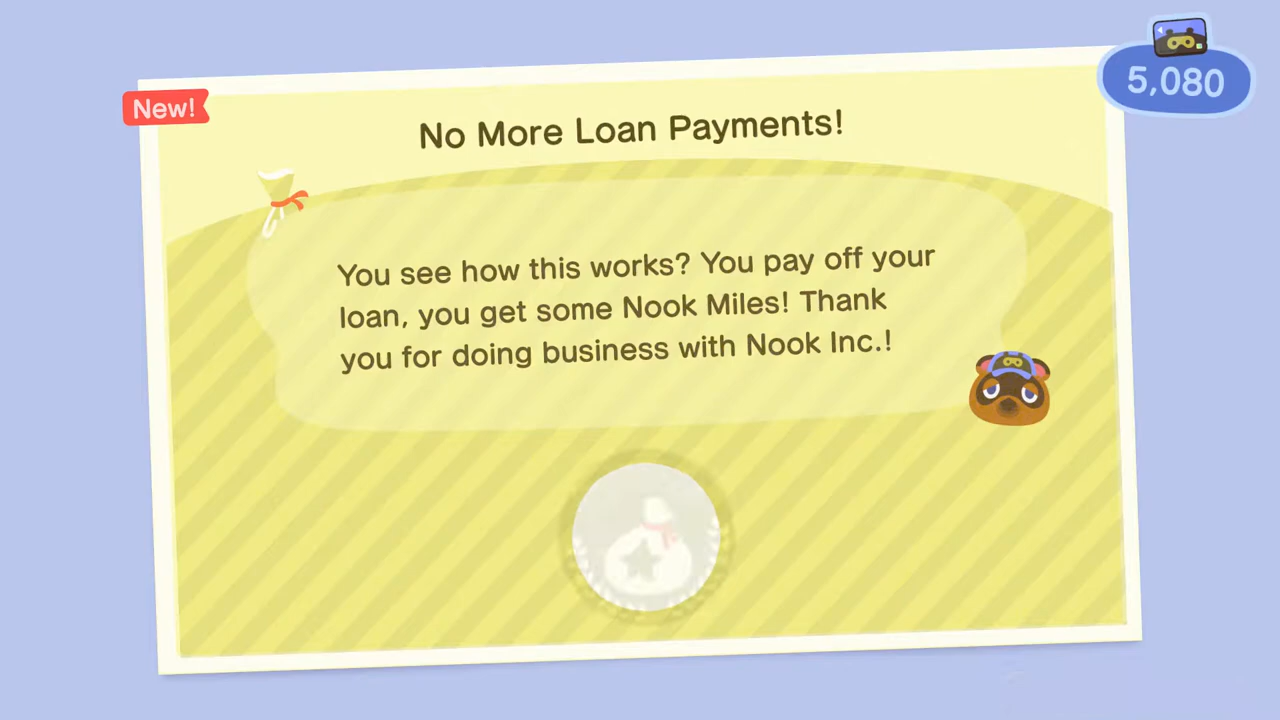 5,080
New!
No More Loan Payments!
You see how this works? You pay off your
loan, you get some Nook Miles! Thank
you for doing business with Nook Inc.!